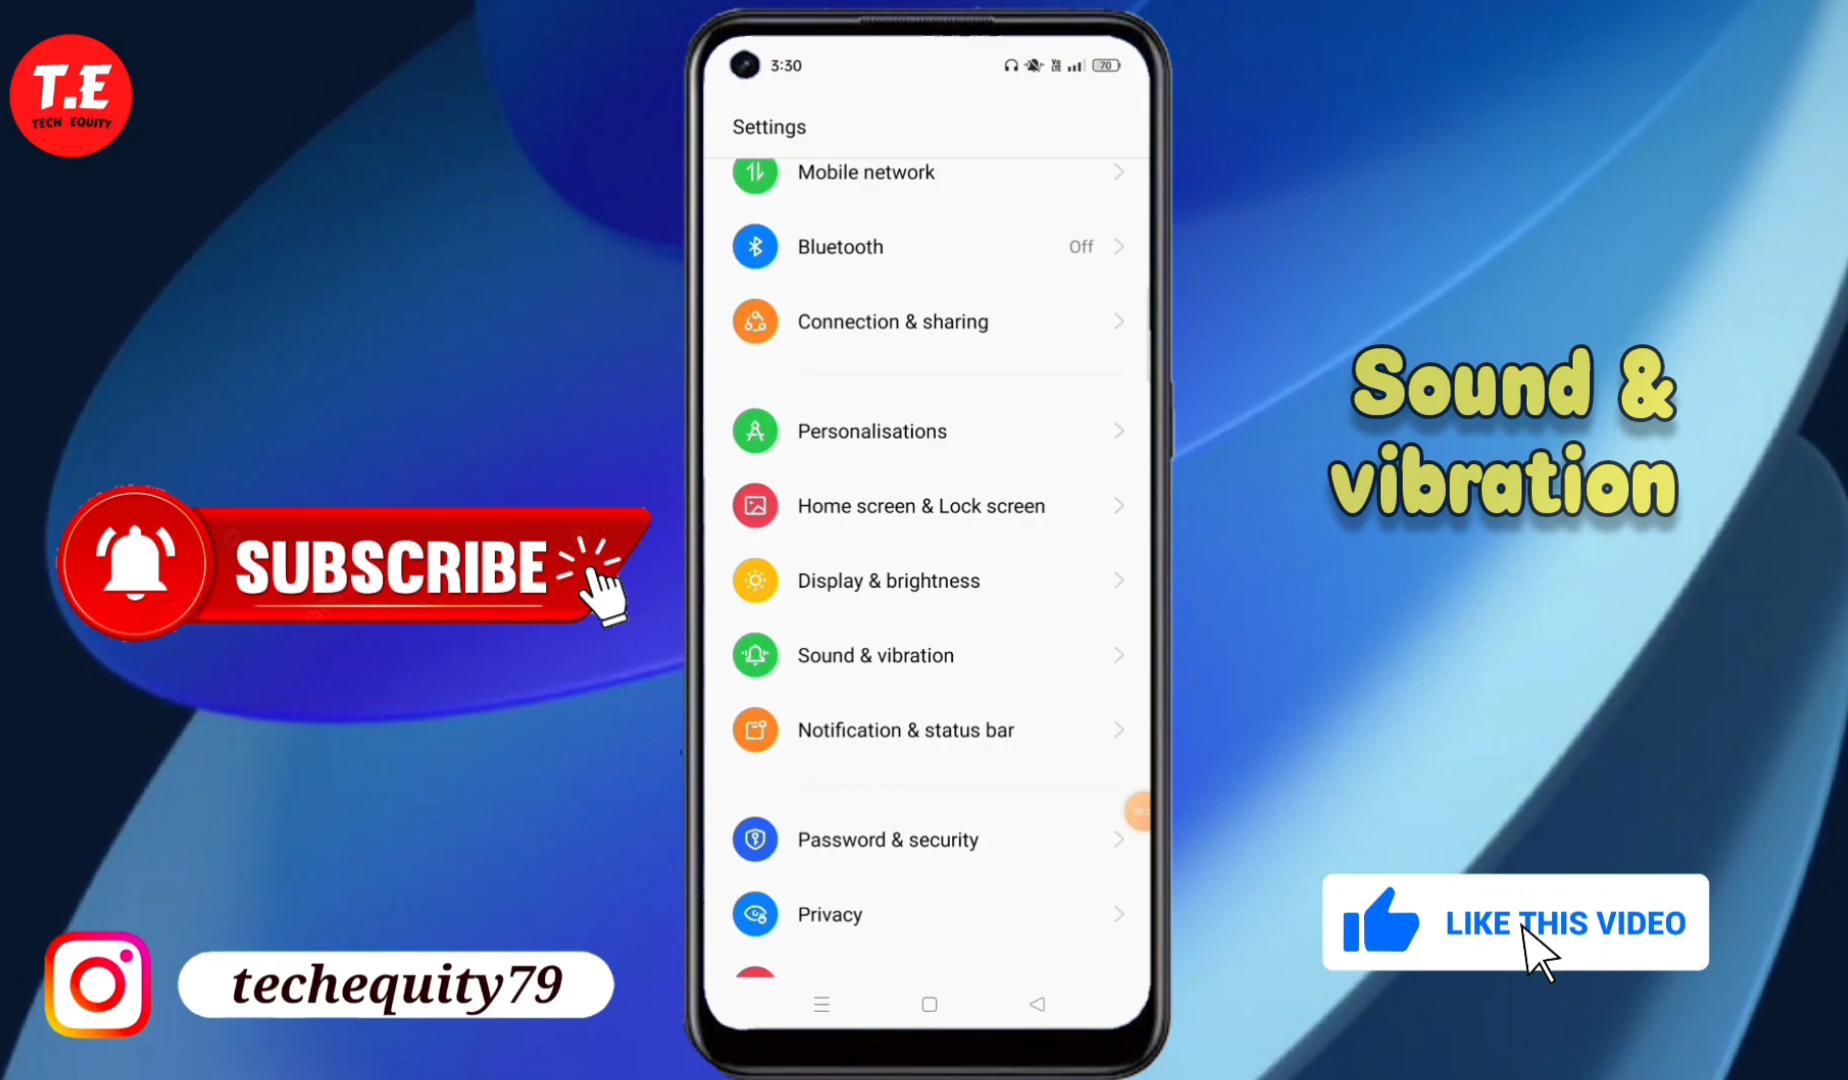 T.E
TECH EQUITY
3:30
70
Settings
Mobile network
Bluetooth
Off
Connection & sharing
Personalisations
Home screen & Lock screen
Display & brightness
Sound & vibration
Notification & status bar
Password & security
Privacy
Sound &
vibration
SUBSCRIBE
LIKE THIS VIDEO
techequity79